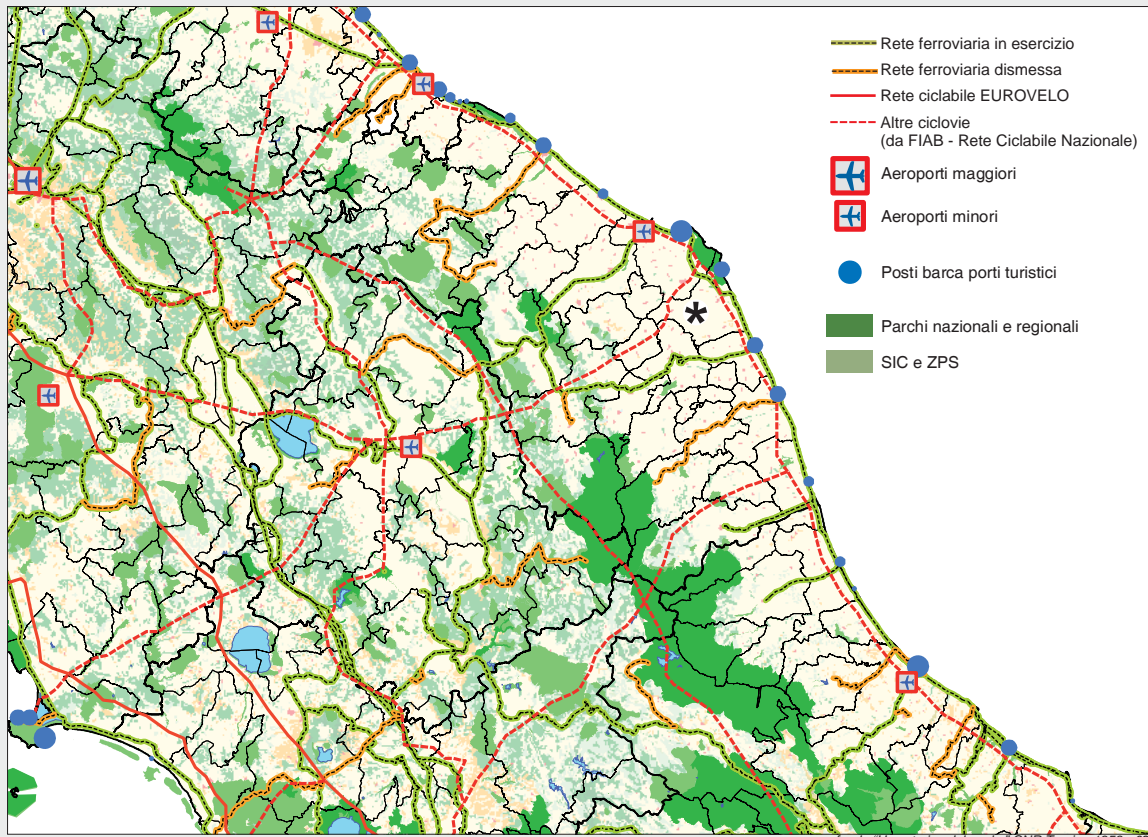 Rete ferroviaria in esercizio
Rete ferroviaria dismessa
Rete ciclabile EUROVELO
Altre ciclovie
(da FIAB - Rete Ciclabile Nazionale)
Aeroporti maggiori
Aeroporti minori
Posti barca porti turistici
Parchi nazionali e regionali
SIC e ZPS
*